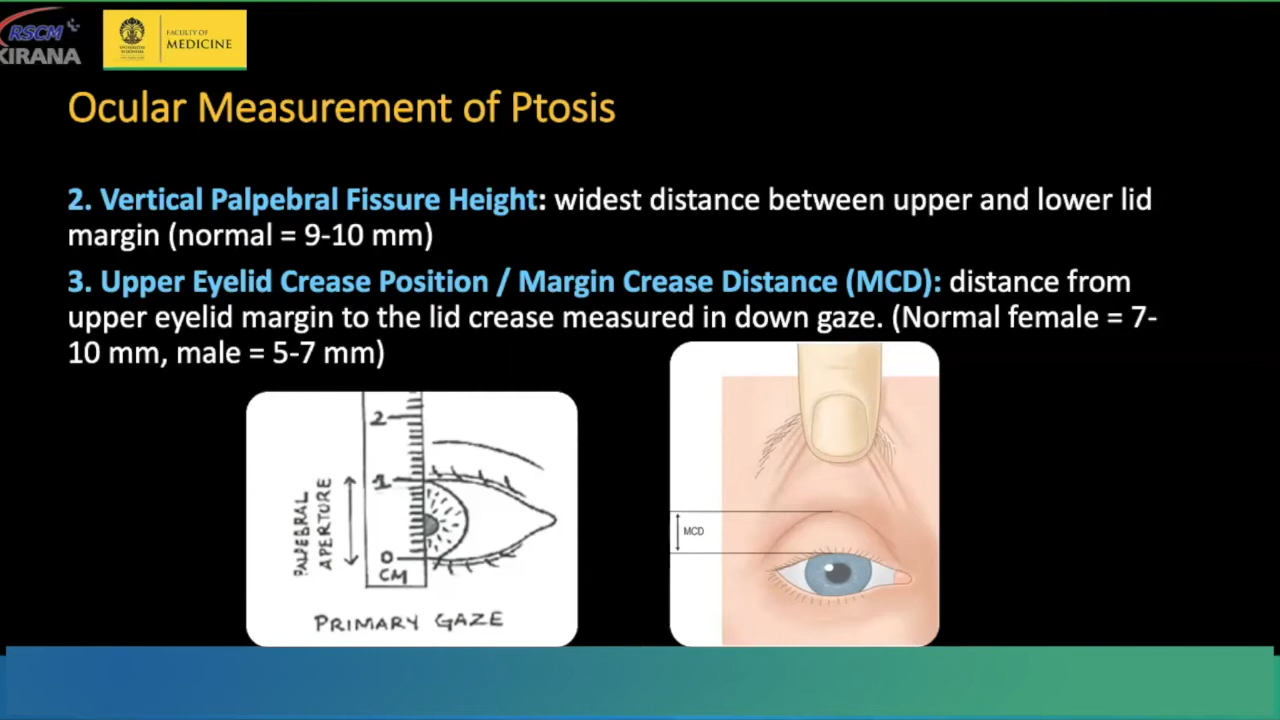 RSCM
KIRANA
FACULTY OF
MEDICINE
Ocular Measurement of Ptosis
2. Vertical Palpebral Fissure Height: widest distance between upper and lower lid
margin (normal = 9-10 mm)
3. Upper Eyelid Crease Position / Margin Crease Distance (MCD): distance from
upper eyelid margin to the lid crease measured in down gaze. (Normal female = 7-
10 mm, male = 5-7 mm)
PALPEBRAL
APERTURE
2
1
0
CM
PRIMARY GAZE
MCD